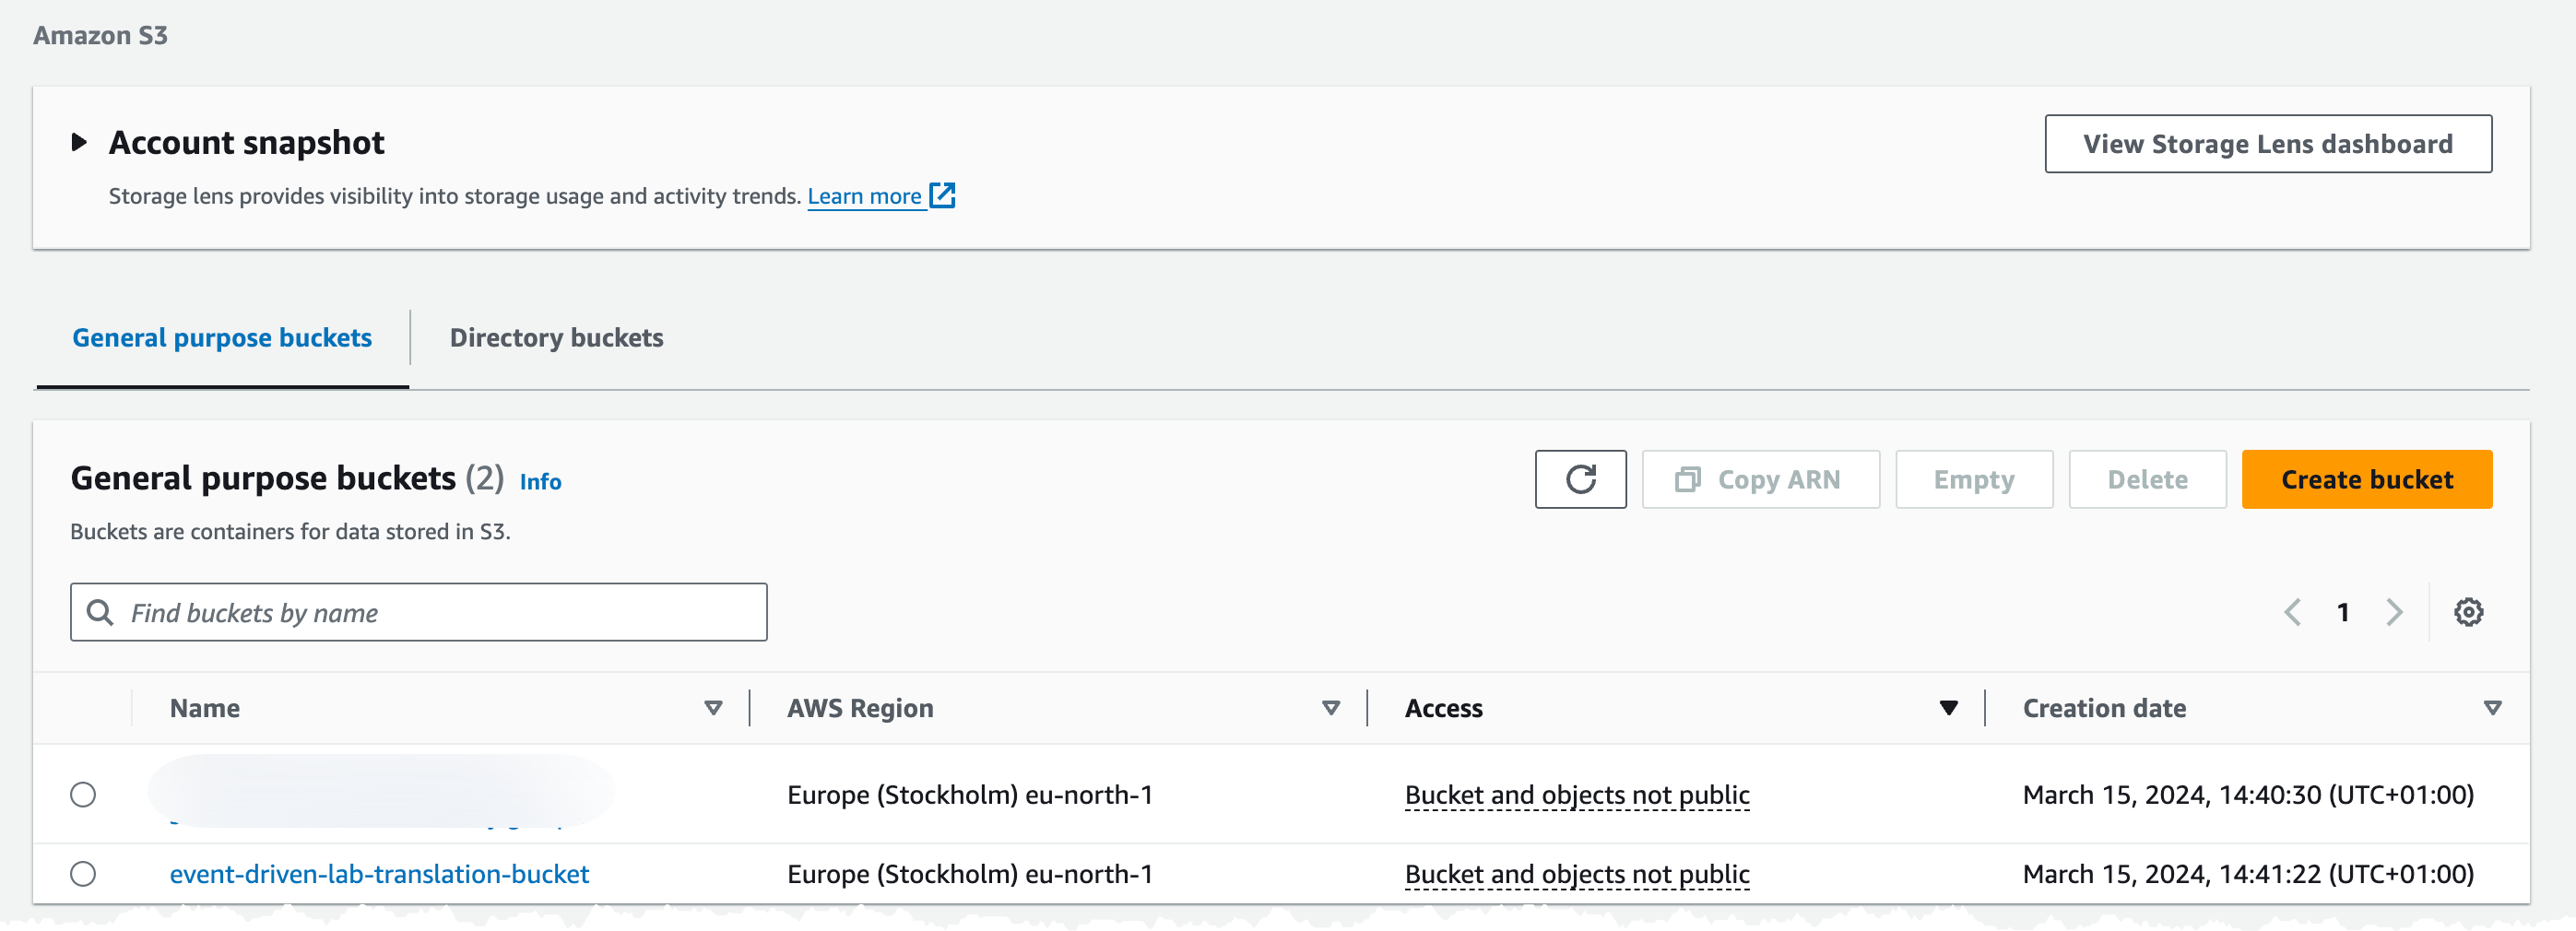 Amazon S3
Account snapshot
View Storage Lens dashboard
Storage lens provides visibility into storage usage and activity trends. Learn more
General purpose buckets
Directory buckets
General purpose buckets (2) Info
Copy ARN
Empty
Delete
Create bucket
Buckets are containers for data stored in S3.
Find buckets by name
1
Name AWS Region Access Creation date
Europe (Stockholm) eu-north-1 Bucket and objects not public March 15, 2024, 14:40:30 (UTC+01:00)
event-driven-lab-translation-bucket Europe (Stockholm) eu-north-1 Bucket and objects not public March 15, 2024, 14:41:22 (UTC+01:00)